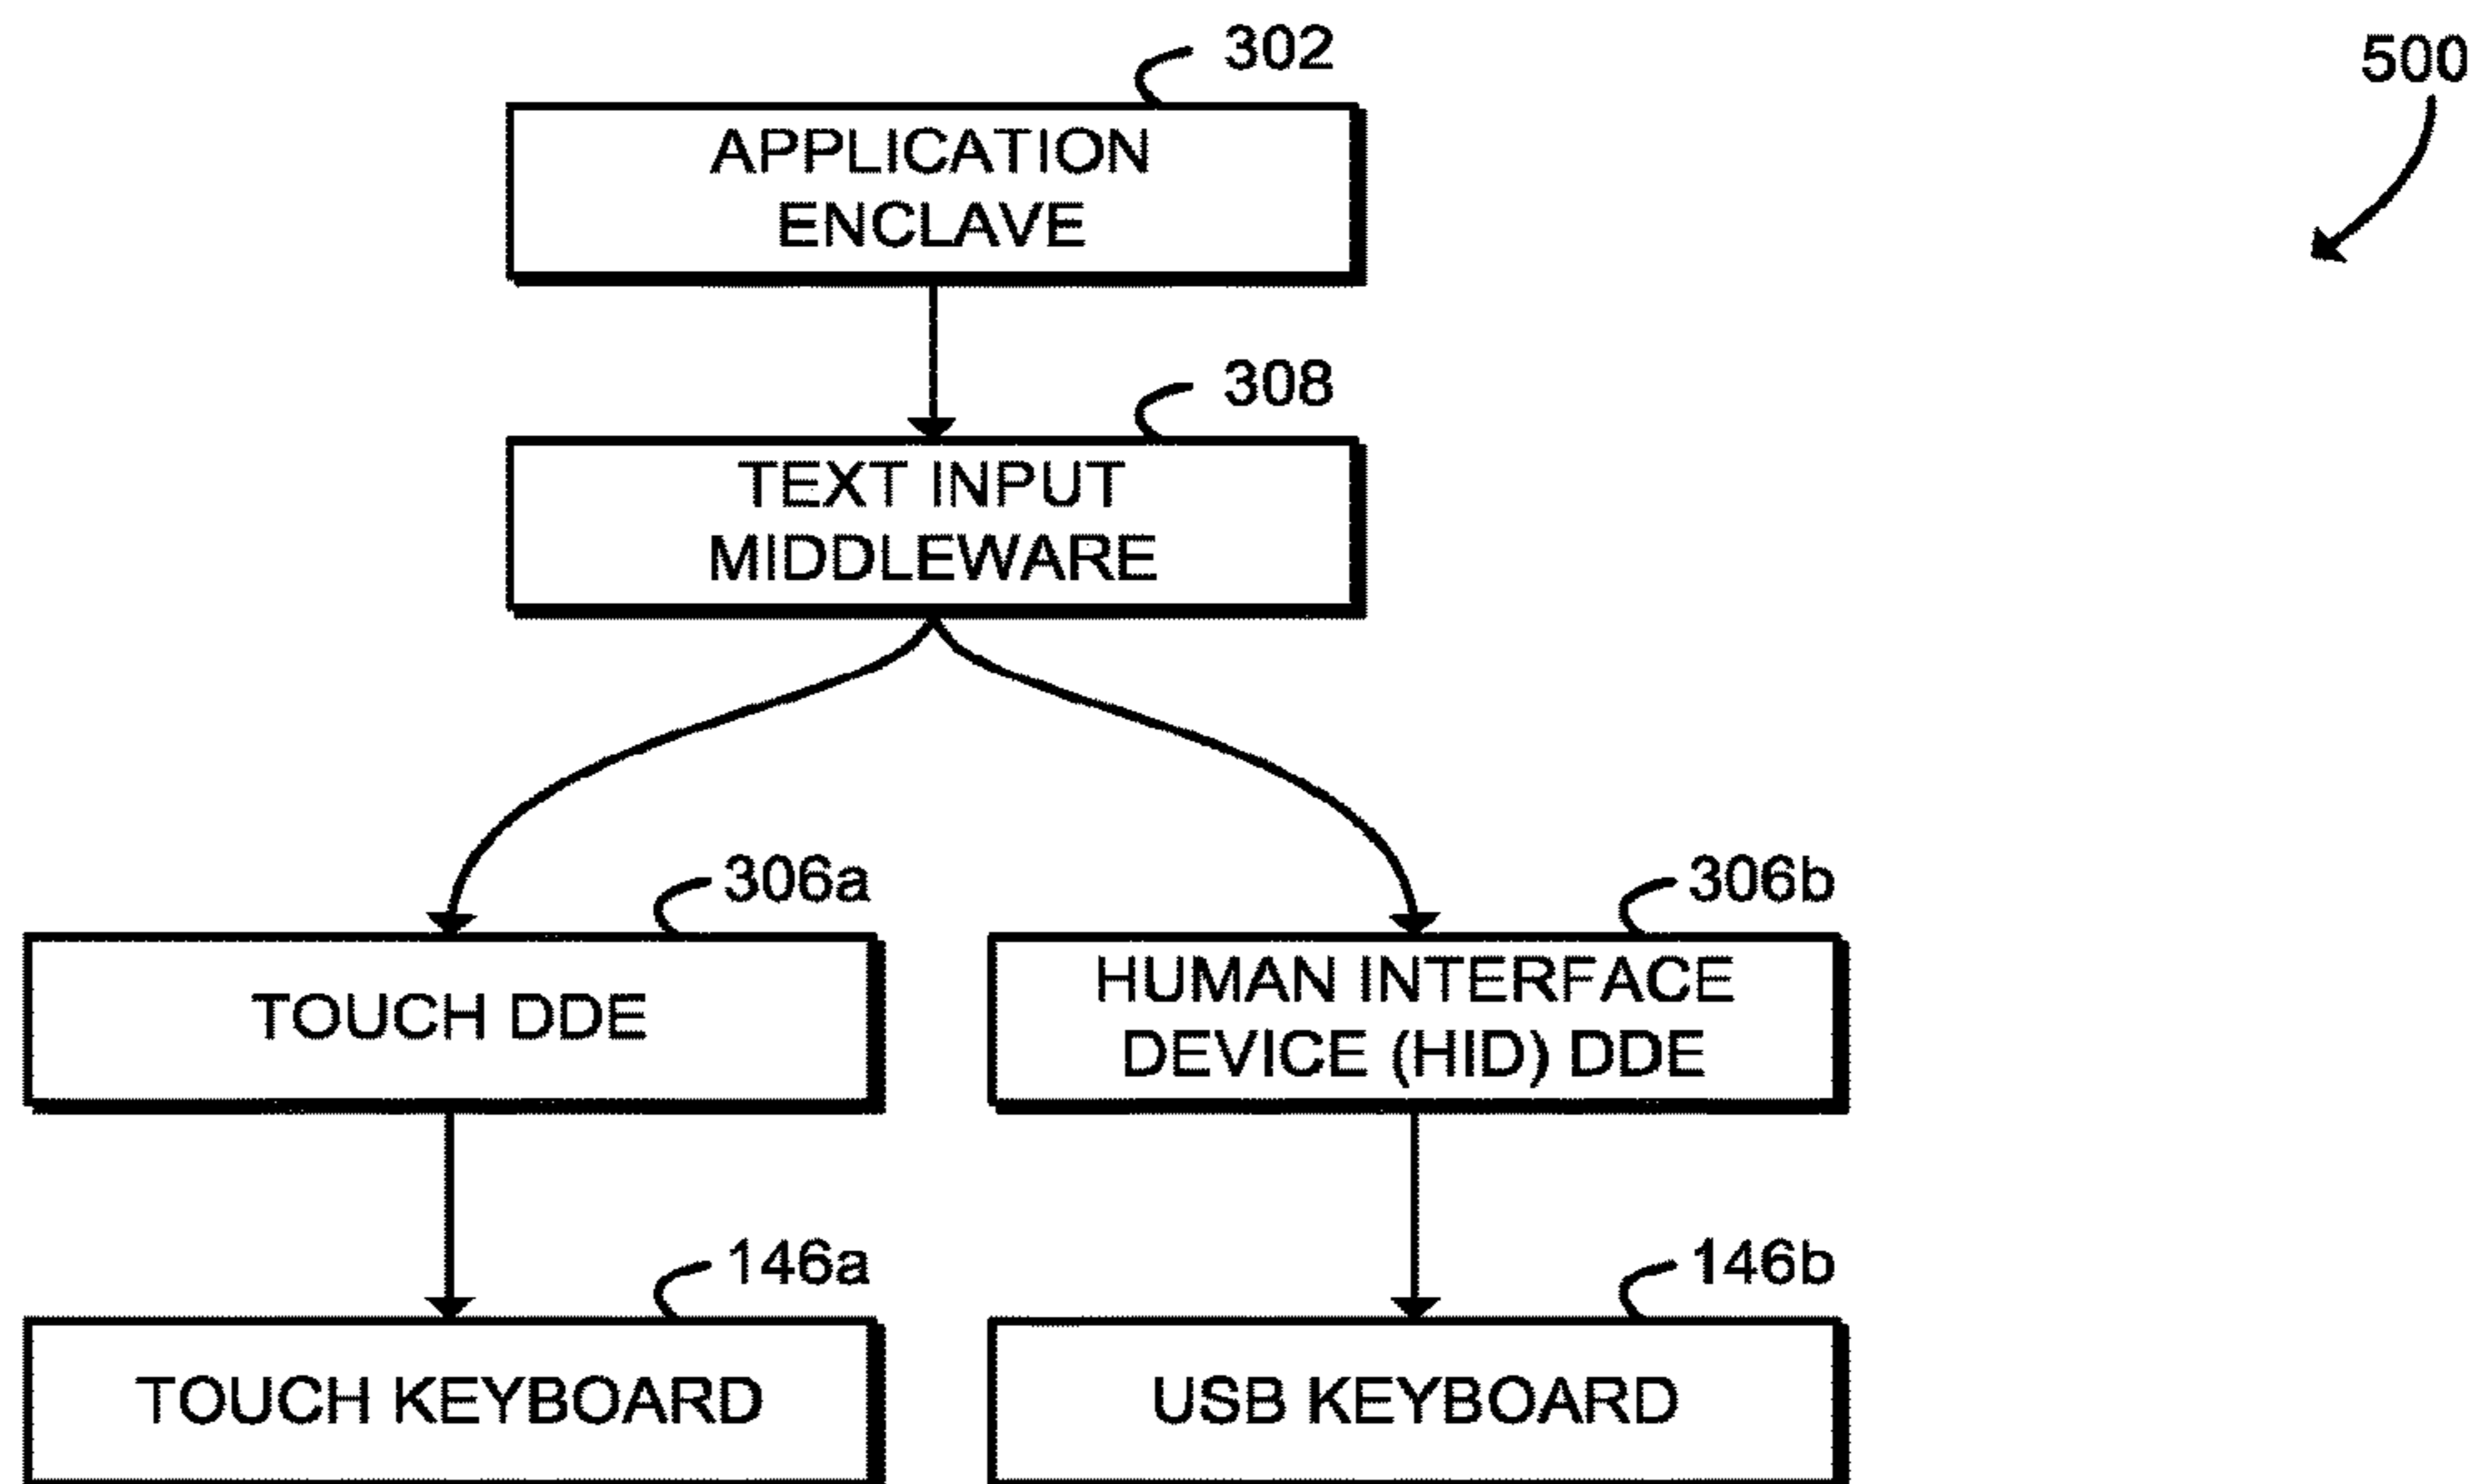 302
500
APPLICATION
ENCLAVE
308
TEXT INPUT
MIDDLEWARE
306a
306b
TOUCH DDE
HUMAN INTERFACE
DEVICE (HID) DDE
146a
146b
TOUCH KEYBOARD
USB KEYBOARD